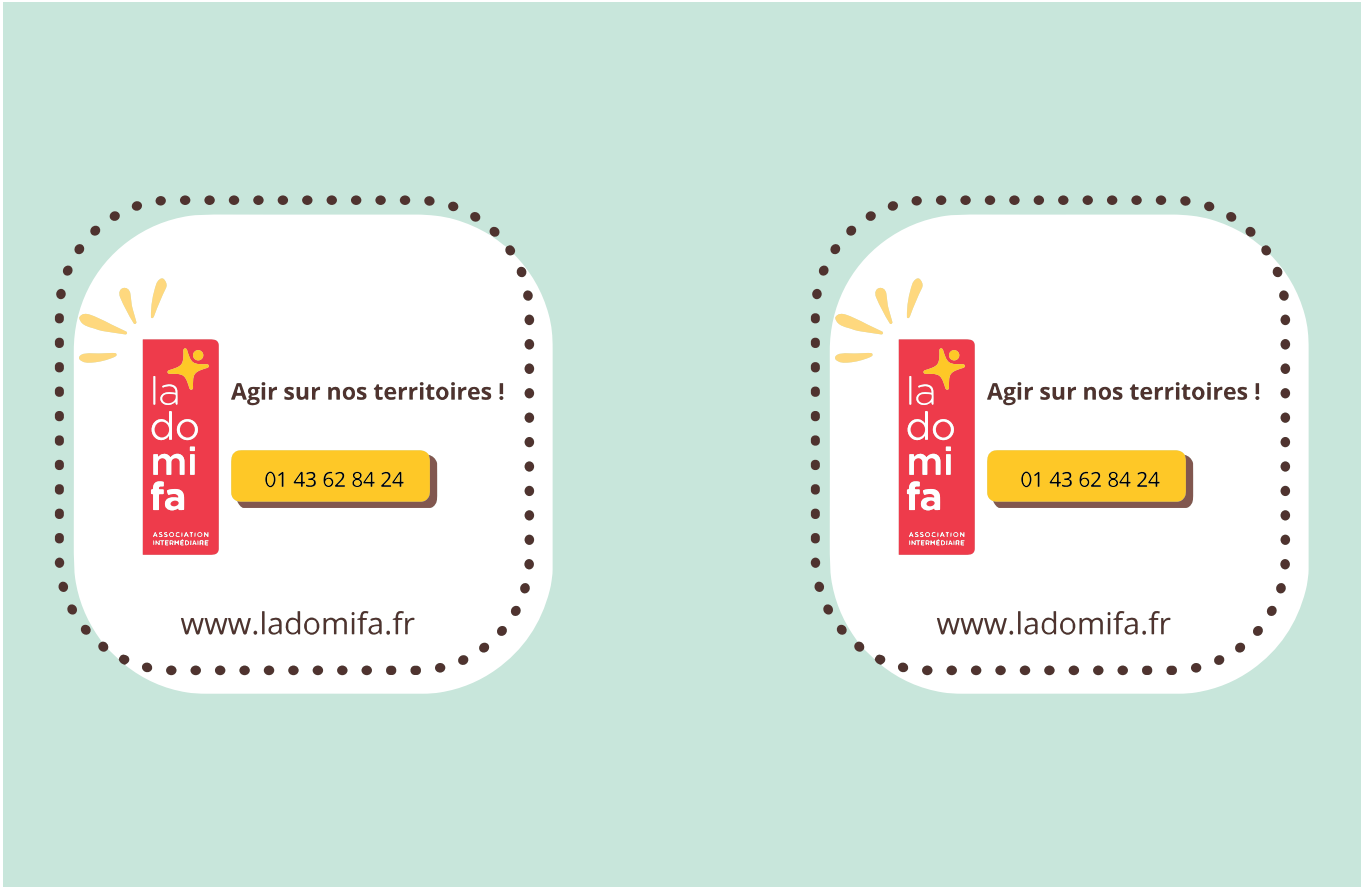 la
do
mi
fa
ASSOCIATION
INTERMÉDIAIRE
Agir sur nos territoires !
01 43 62 84 24
www.ladomifa.fr
la
do
mi
fa
ASSOCIATION
INTERMÉDIAIRE
Agir sur nos territoires !
01 43 62 84 24
www.ladomifa.fr